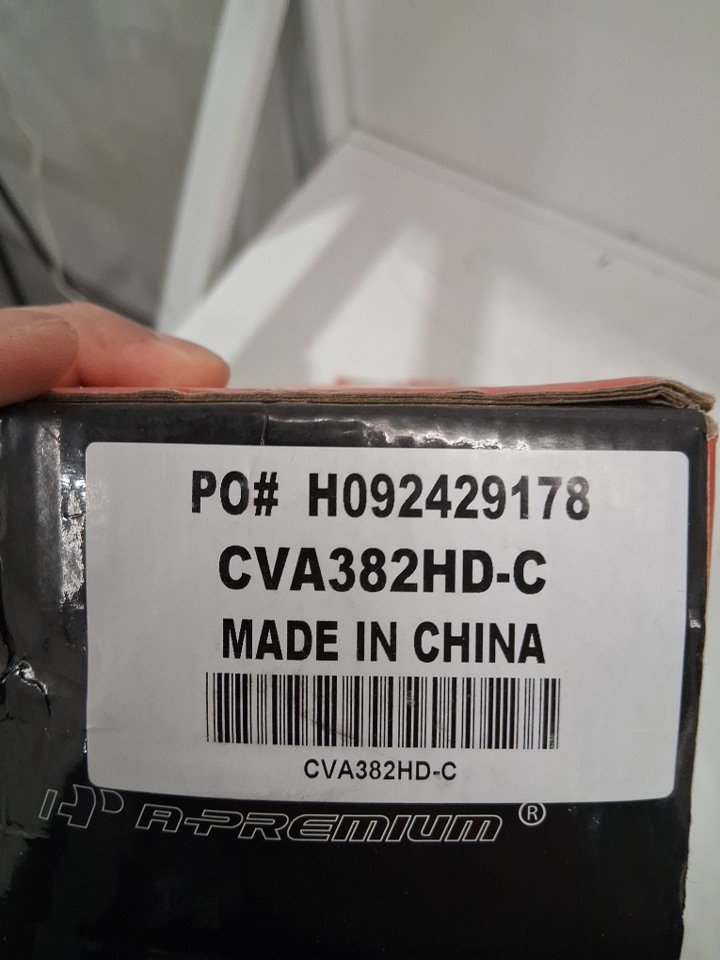 PO# H092429178
CVA382HD-C
MADE IN CHINA
CVA382HD-C
A-PREMIUM®